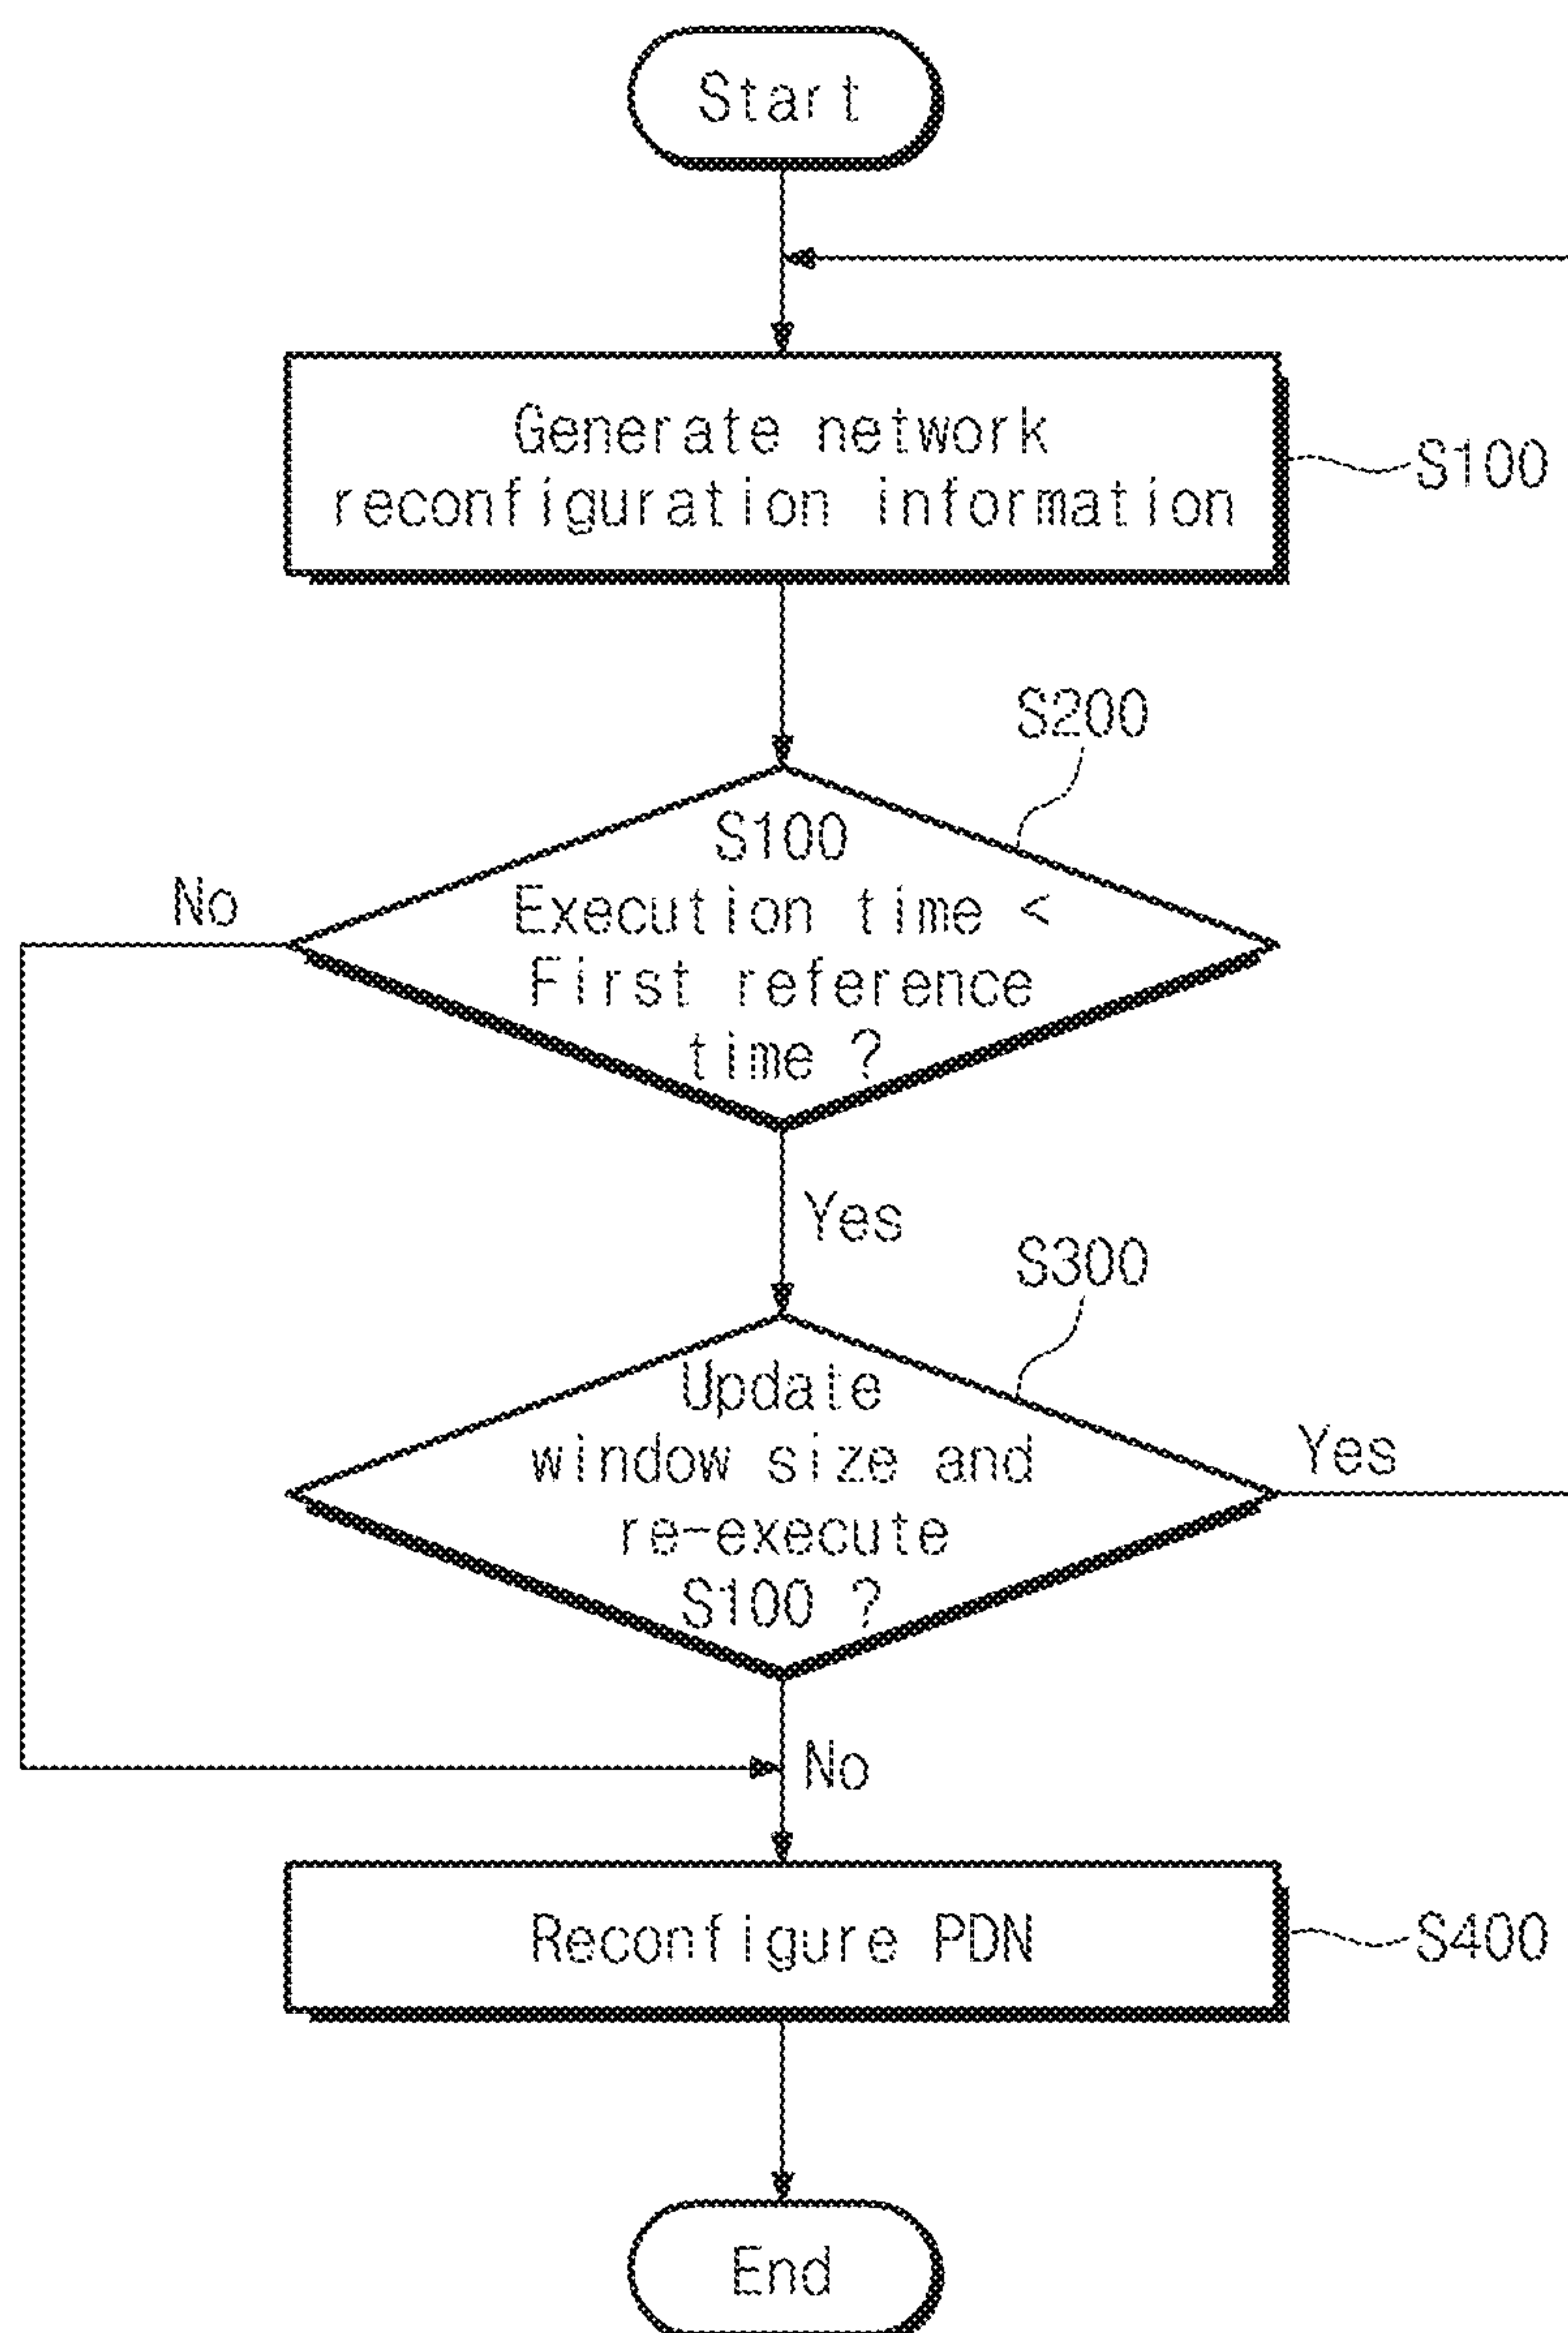 Start
Generate network
reconfiguration information
S100
S200
S100
Execution time <
First reference
time ?
No
Yes
S300
Update
window size and
re-execute
S100 ?
Yes
No
Reconfigure PDN
S400
End